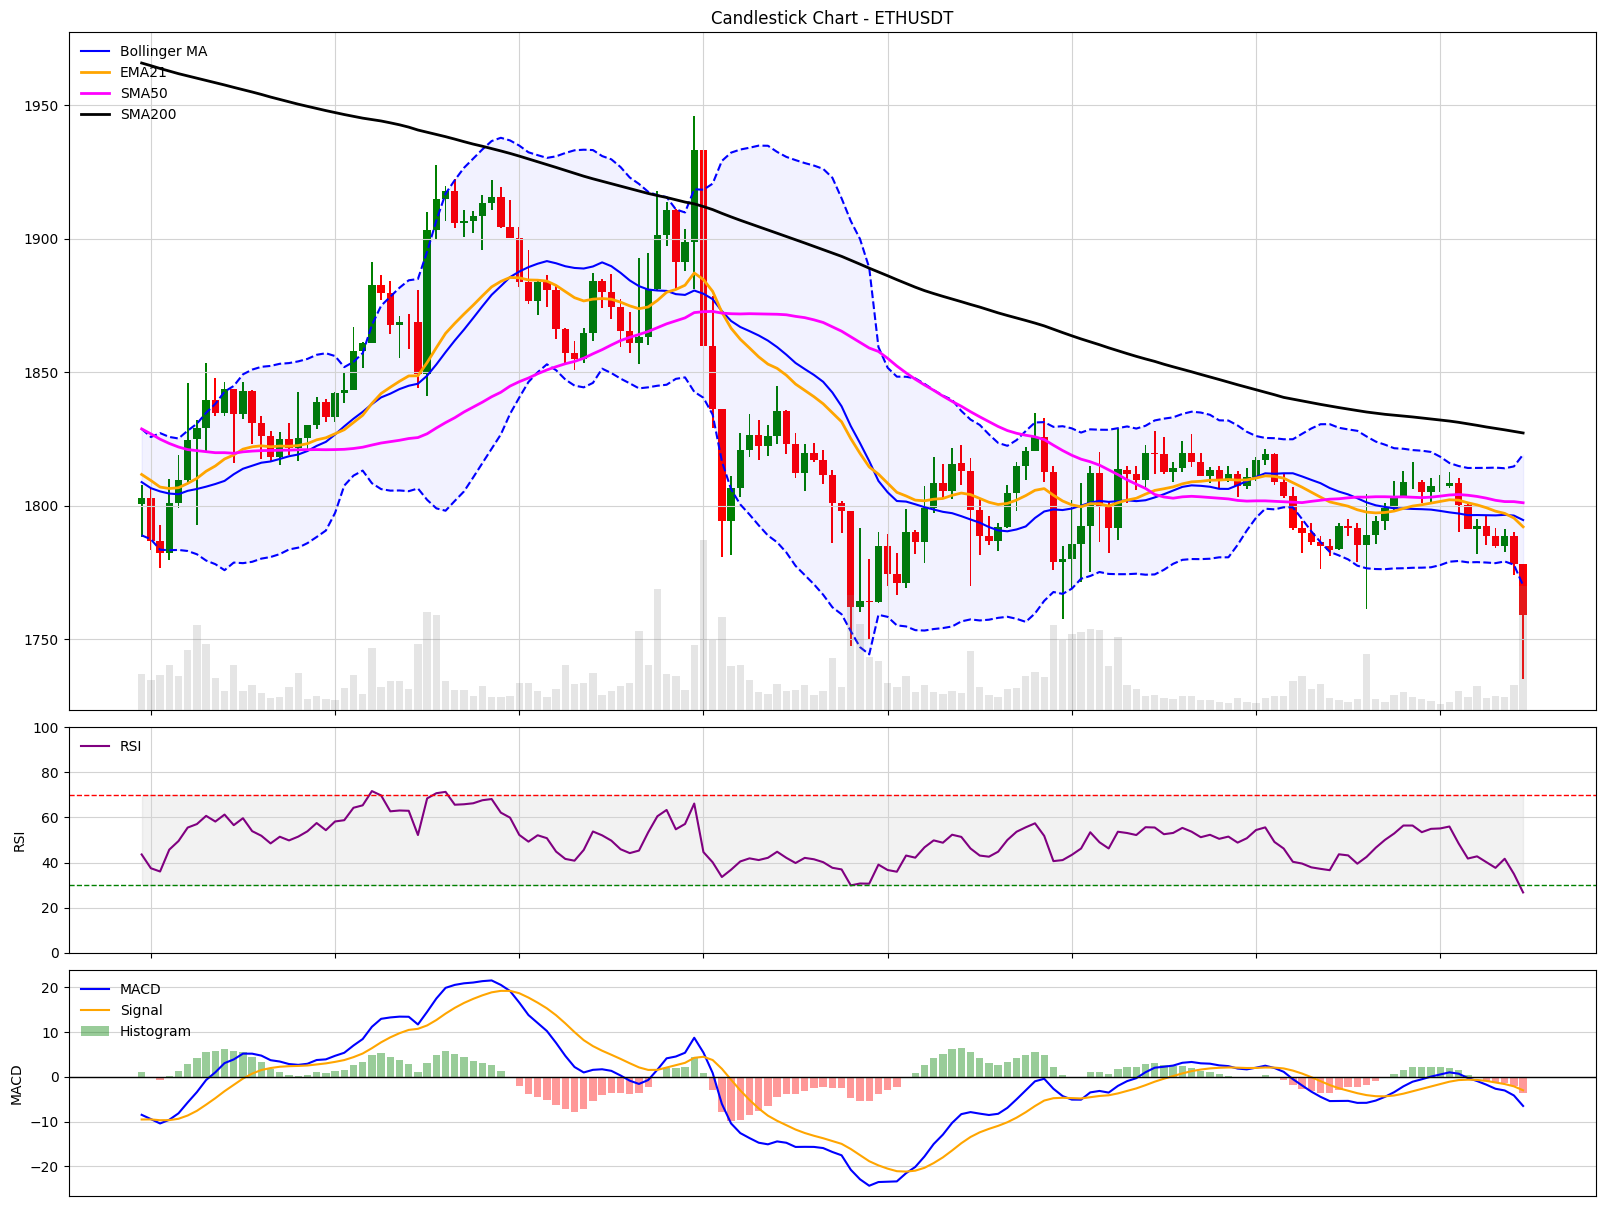 Candlestick Chart - ETHUSDT
Bollinger MA
EMA21
SMA50
SMA200
1950
1900
1850
1800
1750
RSI
100
80
60
40
20
0
RSI
MACD
Signal
Histogram
20
10
0
−10
−20
MACD